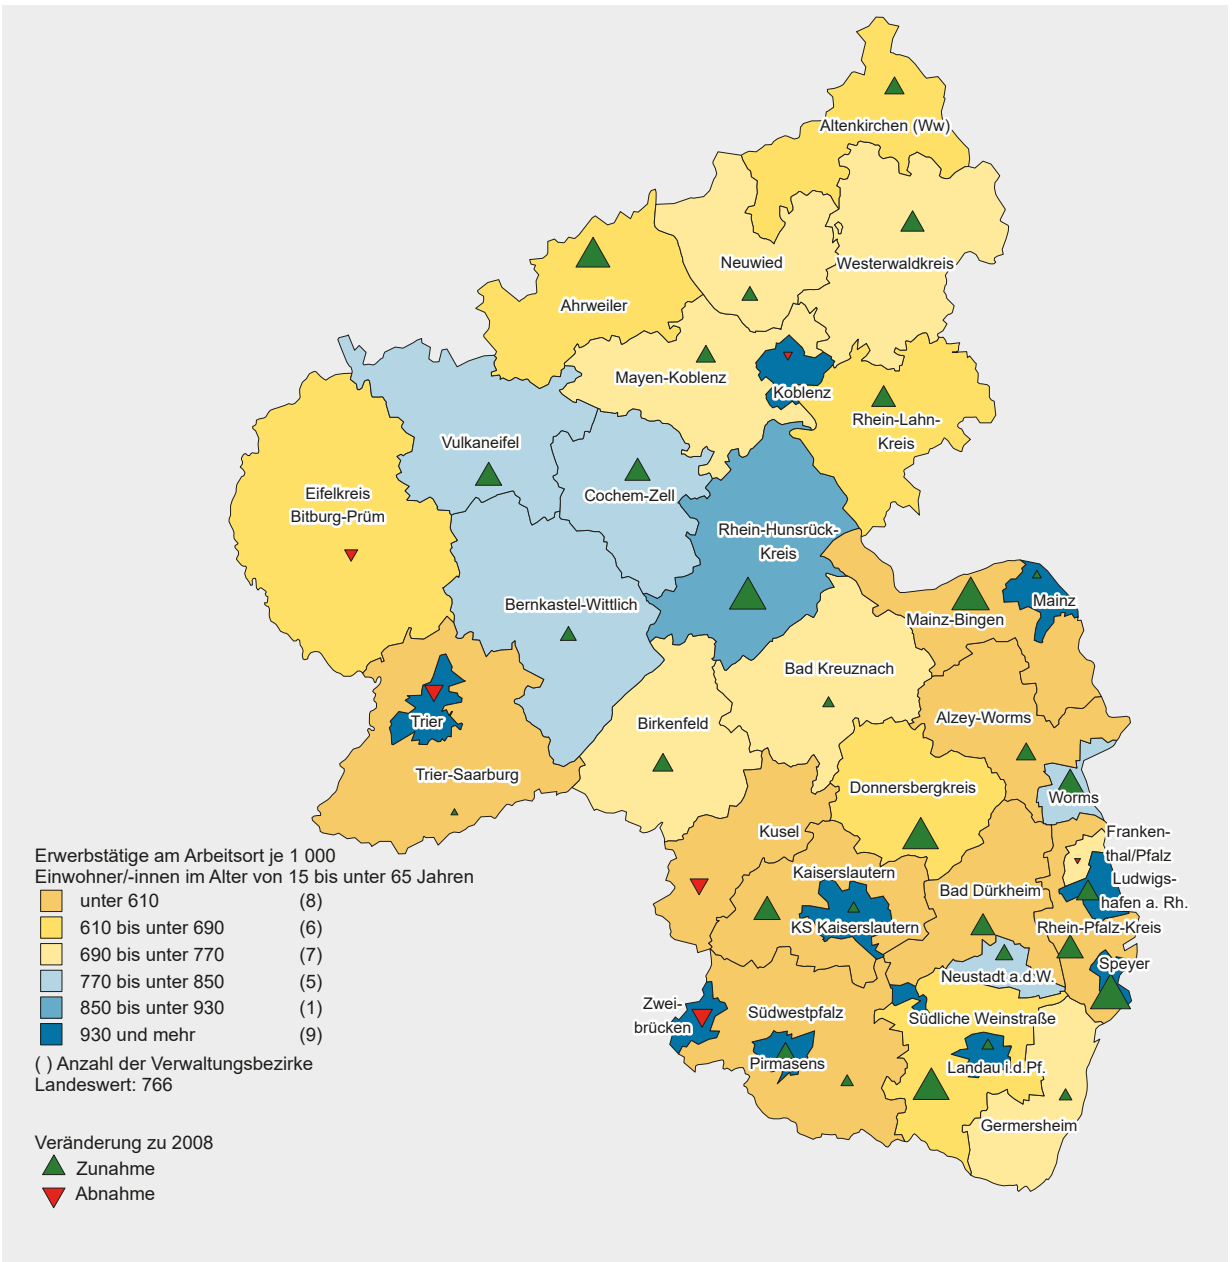 Altenkirchen (Ww)
Neuwied
Westerwaldkreis
Ahrweiler
Mayen-Koblenz
Koblenz
Rhein-Lahn-
Kreis
Vulkaneifel
Cochem-Zell
Eifelkreis
Bitburg-Prüm
Rhein-Hunsrück-
Kreis
Bernkastel-Wittlich
Mainz
Mainz-Bingen
Bad Kreuznach
Trier
Birkenfeld
Alzey-Worms
Trier-Saarburg
Donnersbergkreis
Worms
Kusel
Franken-
thal/Pfalz
Kaiserslautern
Ludwigs-
hafen a. Rh.
Bad Dürkheim
KS Kaiserslautern
Rhein-Pfalz-Kreis
Speyer
Neustadt a.d.W.
Zwei-
brücken
Südwestpfalz
Südliche Weinstraße
Pirmasens
Landau i.d.Pf.
Germersheim
Erwerbstätige am Arbeitsort je 1 000
Einwohner/-innen im Alter von 15 bis unter 65 Jahren
unter 610 (8)
610 bis unter 690 (6)
690 bis unter 770 (7)
770 bis unter 850 (5)
850 bis unter 930 (1)
930 und mehr (9)
( ) Anzahl der Verwaltungsbezirke
Landeswert: 766
Veränderung zu 2008
Zunahme
Abnahme